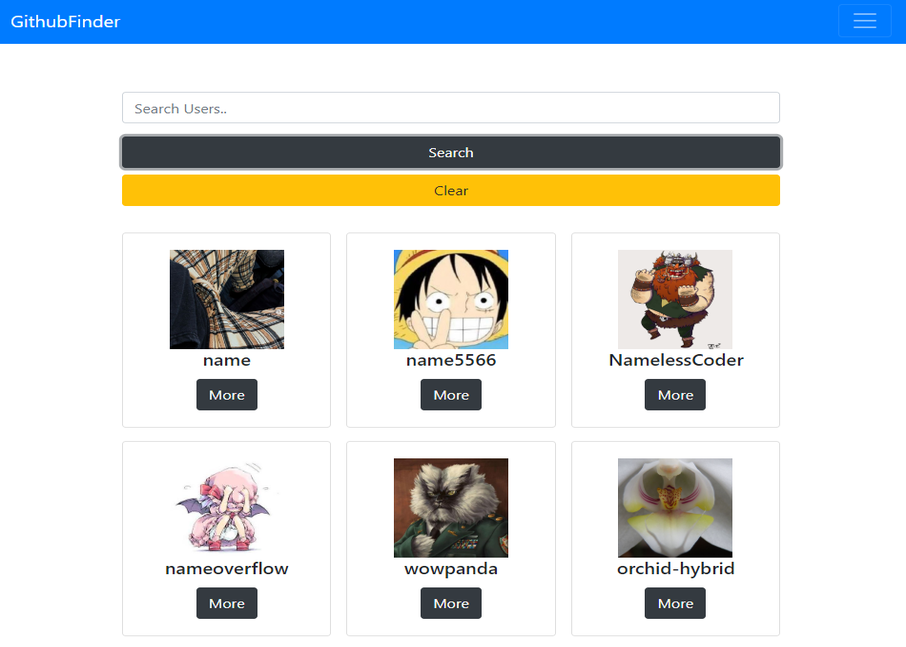 GithubFinder
Search Users..
Search
Clear
name
More
name5566
More
NamelessCoder
More
nameoverflow
More
wowpanda
More
orchid-hybrid
More